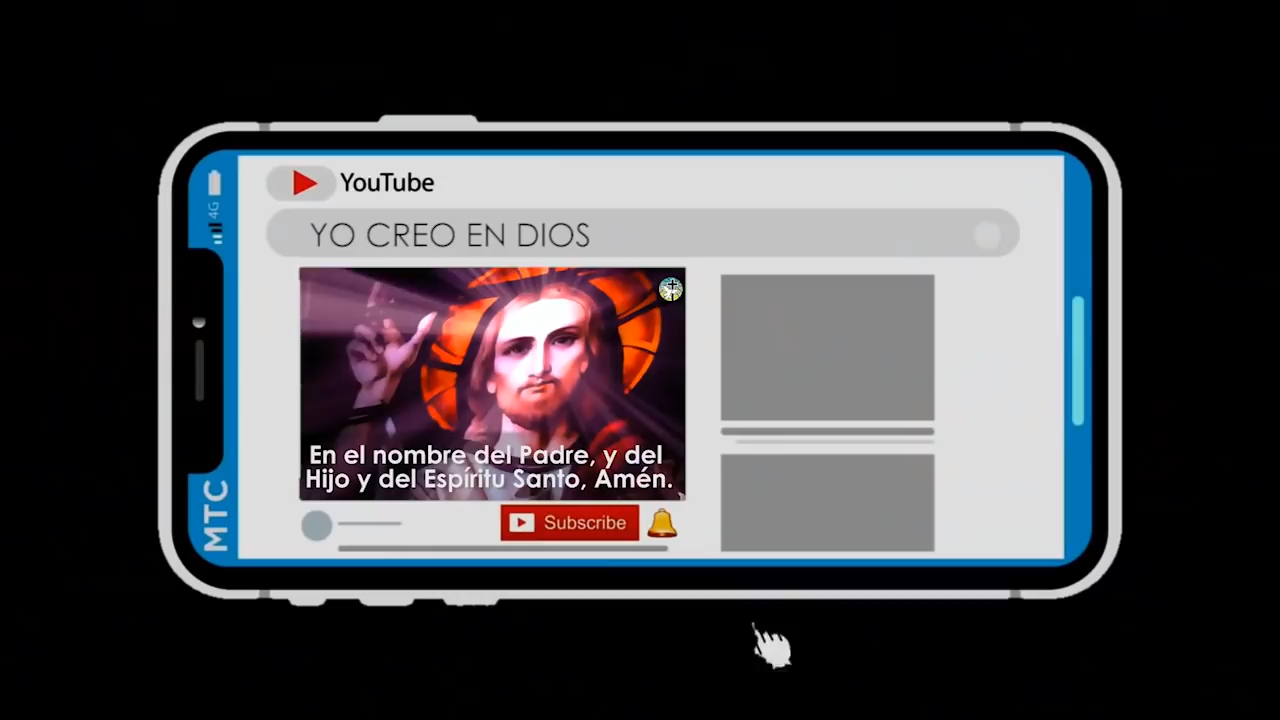 YouTube
YO CREO EN DIOS
En el nombre del Padre, y del
Hijo y del Espíritu Santo, Amén.
Subscribe
4G
MTC